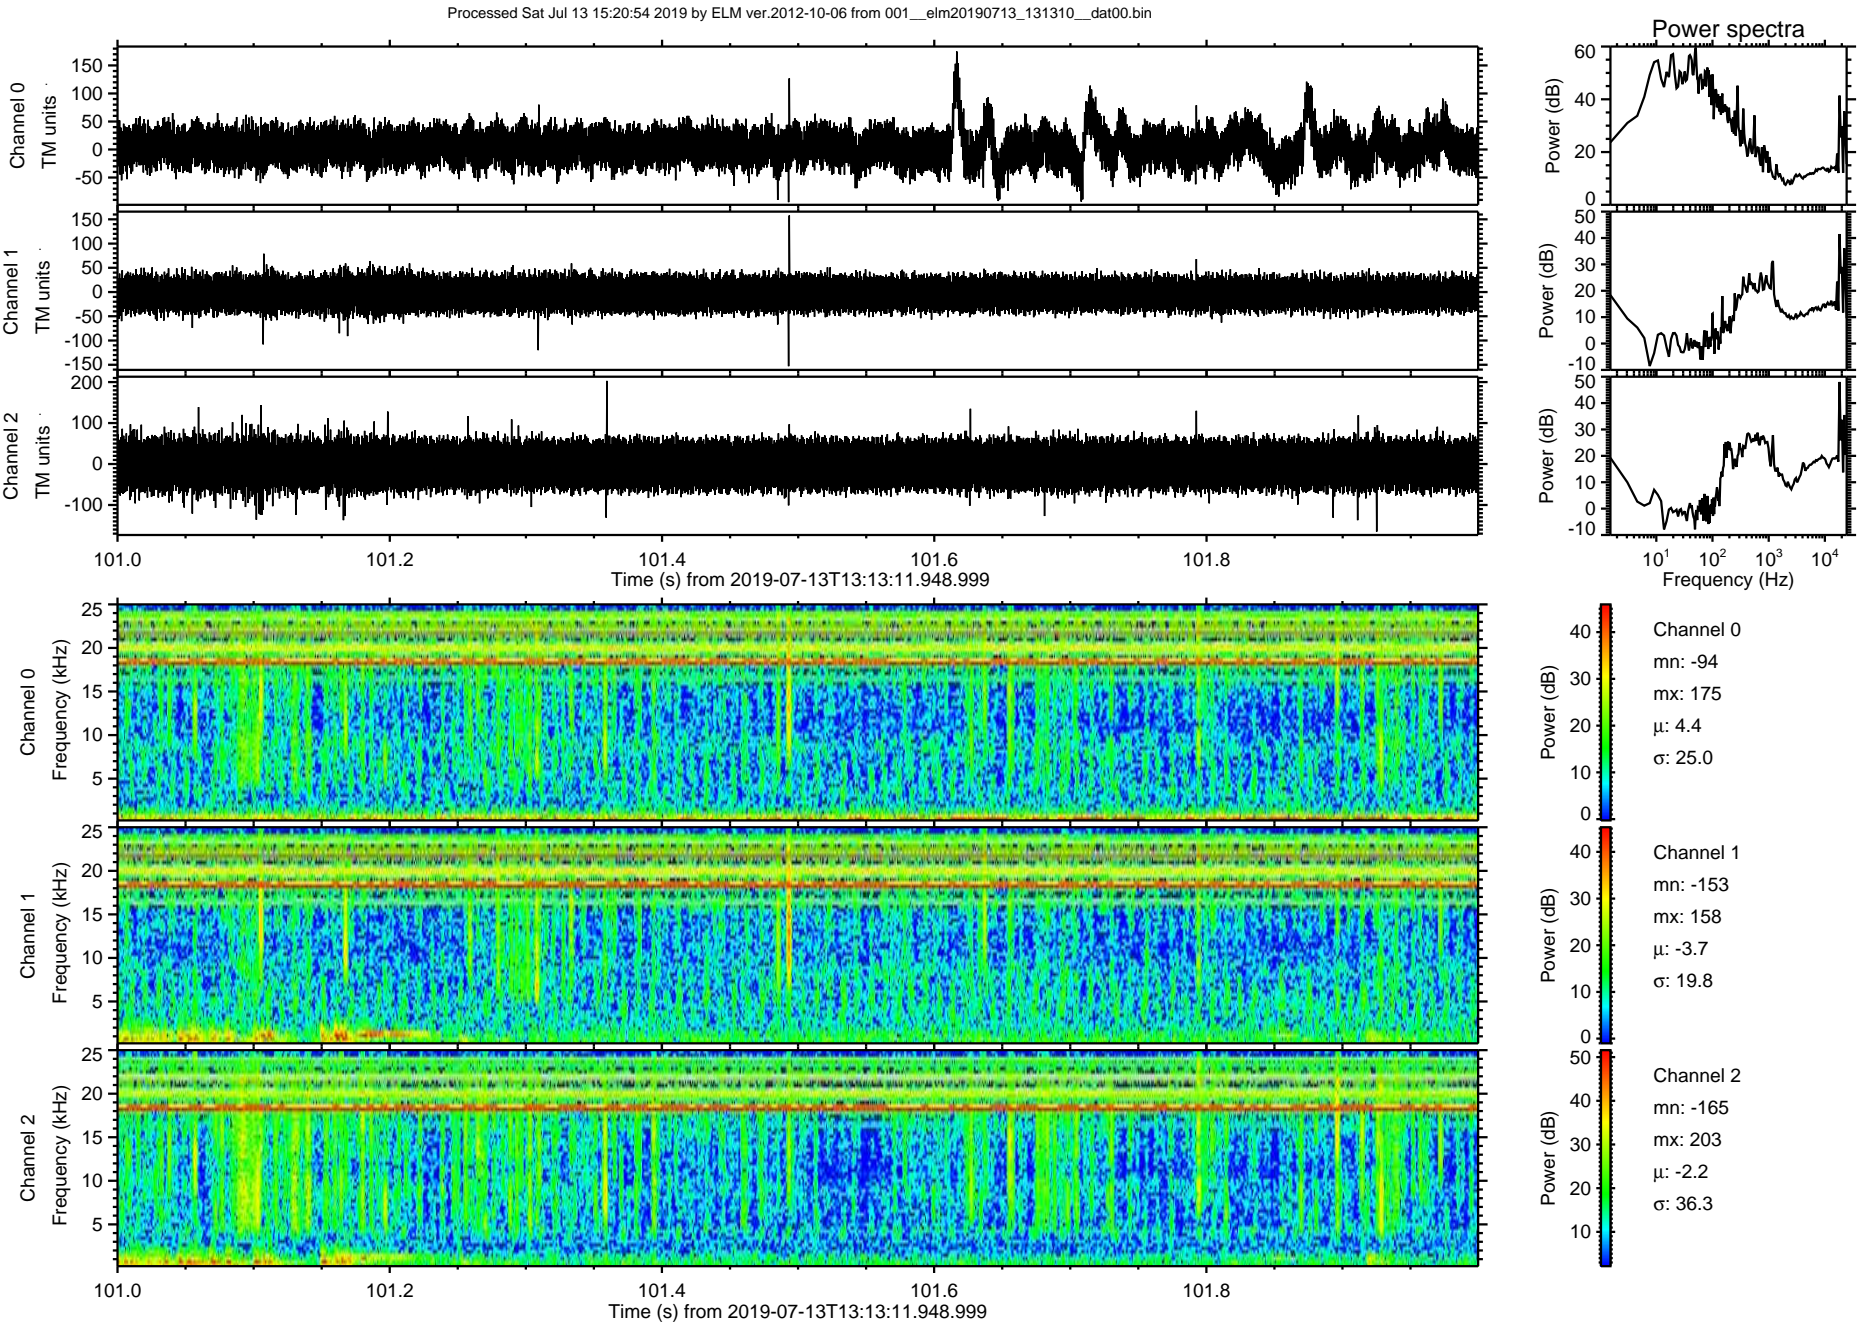 Processed Sat Jul 13 15:20:54 2019 by ELM ver.2012-10-06 from 001__elm20190713_131310__dat00.bin
Power spectra
Channel 0
TM units
150
100
50
0
-50
Power (dB)
60
40
20
0
Channel 1
TM units
150
100
50
0
-50
-100
-150
Power (dB)
50
40
30
20
10
0
-10
Channel 2
TM units
200
100
0
-100
Power (dB)
50
40
30
20
10
0
-10
101.0 101.2 101.4 101.6 101.8
Time (s) from 2019-07-13T13:13:11.948.999
10^1 10^2 10^3 10^4
Frequency (Hz)
Channel 0
Frequency (kHz)
25
20
15
10
5
Power (dB)
40
30
20
10
0
Channel 0
mn: -94
mx: 175
µ: 4.4
σ: 25.0
Channel 1
Frequency (kHz)
25
20
15
10
5
Power (dB)
40
30
20
10
0
Channel 1
mn: -153
mx: 158
µ: -3.7
σ: 19.8
Channel 2
Frequency (kHz)
25
20
15
10
5
Power (dB)
50
40
30
20
10
Channel 2
mn: -165
mx: 203
µ: -2.2
σ: 36.3
101.0 101.2 101.4 101.6 101.8
Time (s) from 2019-07-13T13:13:11.948.999